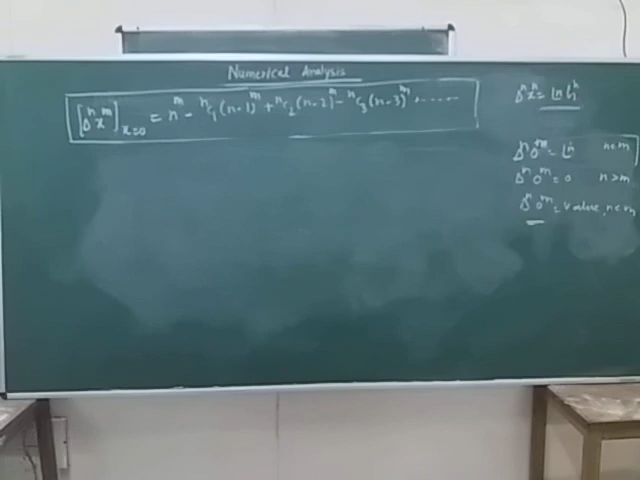 Numerical Analysis
[Δⁿxᵐ]ₓ₌₀ = nᵐ - ⁿC₁(n-1)ᵐ + ⁿC₂(n-2)ᵐ - ⁿC₃(n-3)ᵐ ......
Δⁿxⁿ = ⌊n hⁿ
Δⁿ0ᵐ = ⌊n n=m
Δⁿ0ᵐ = 0 n>m
Δⁿ0ᵐ = value, n<m